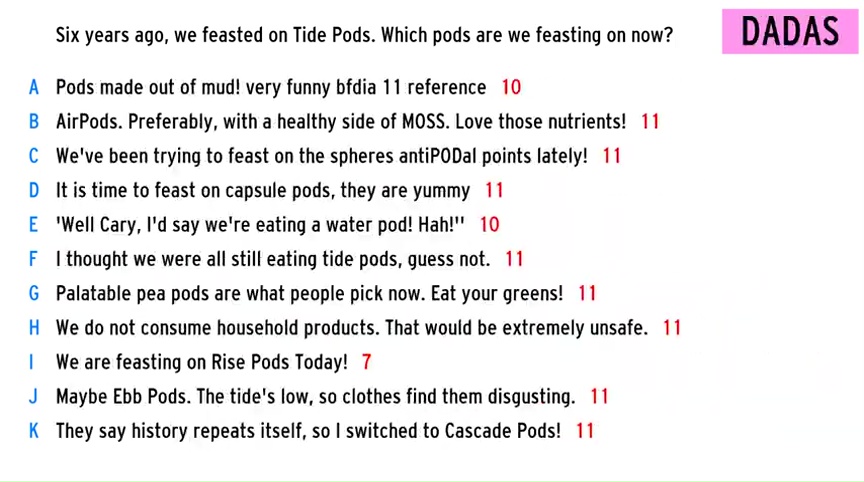 Six years ago, we feasted on Tide Pods. Which pods are we feasting on now?
DADAS
A Pods made out of mud! very funny bfdia 11 reference 10
B AirPods. Preferably, with a healthy side of MOSS. Love those nutrients! 11
C We've been trying to feast on the spheres antiPODal points lately! 11
D It is time to feast on capsule pods, they are yummy 11
E 'Well Cary, I'd say we're eating a water pod! Hah!'' 10
F I thought we were all still eating tide pods, guess not. 11
G Palatable pea pods are what people pick now. Eat your greens! 11
H We do not consume household products. That would be extremely unsafe. 11
I We are feasting on Rise Pods Today! 7
J Maybe Ebb Pods. The tide's low, so clothes find them disgusting. 11
K They say history repeats itself, so I switched to Cascade Pods! 11